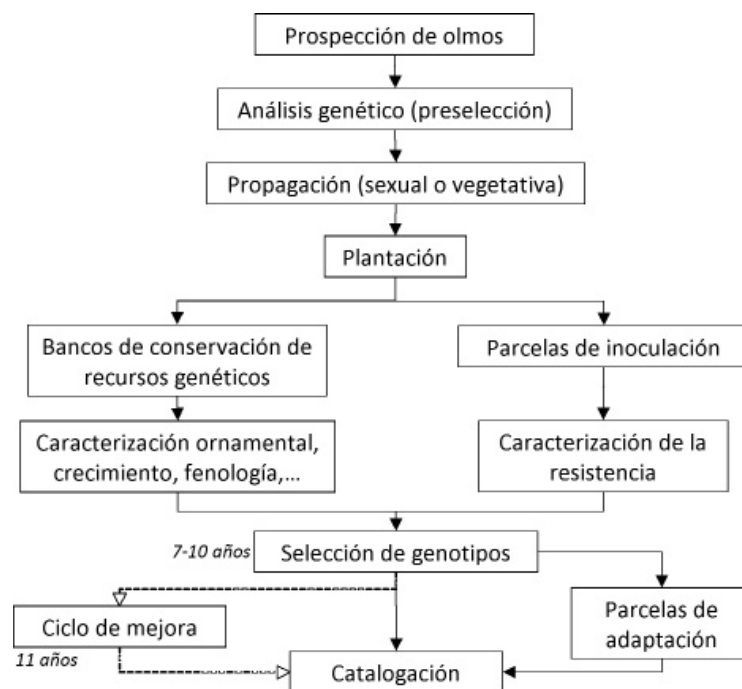 Prospección de olmos
Análisis genético (preselección)
Propagación (sexual o vegetativa)
Plantación
Bancos de conservación de
recursos genéticos
Parcelas de inoculación
Caracterización ornamental,
crecimiento, fenología,...
Caracterización de la
resistencia
7-10 años
Selección de genotipos
Ciclo de mejora
Parcelas de
adaptación
11 años
Catalogación